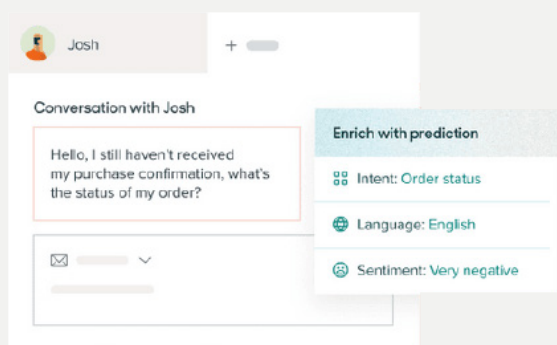 Josh
+
Conversation with Josh
Hello, I still haven't received
my purchase confirmation, what's
the status of my order?
Enrich with prediction
Intent: Order status
Language: English
Sentiment: Very negative